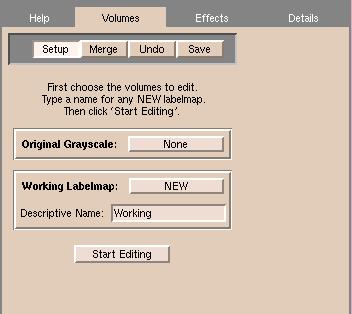 Help Volumes Effects Details
Setup Merge Undo Save
First choose the volumes to edit.
Type a name for any NEW labelmap.
Then click ‘Start Editing’.
Original Grayscale: None
Working Labelmap: NEW
Descriptive Name: Working
Start Editing